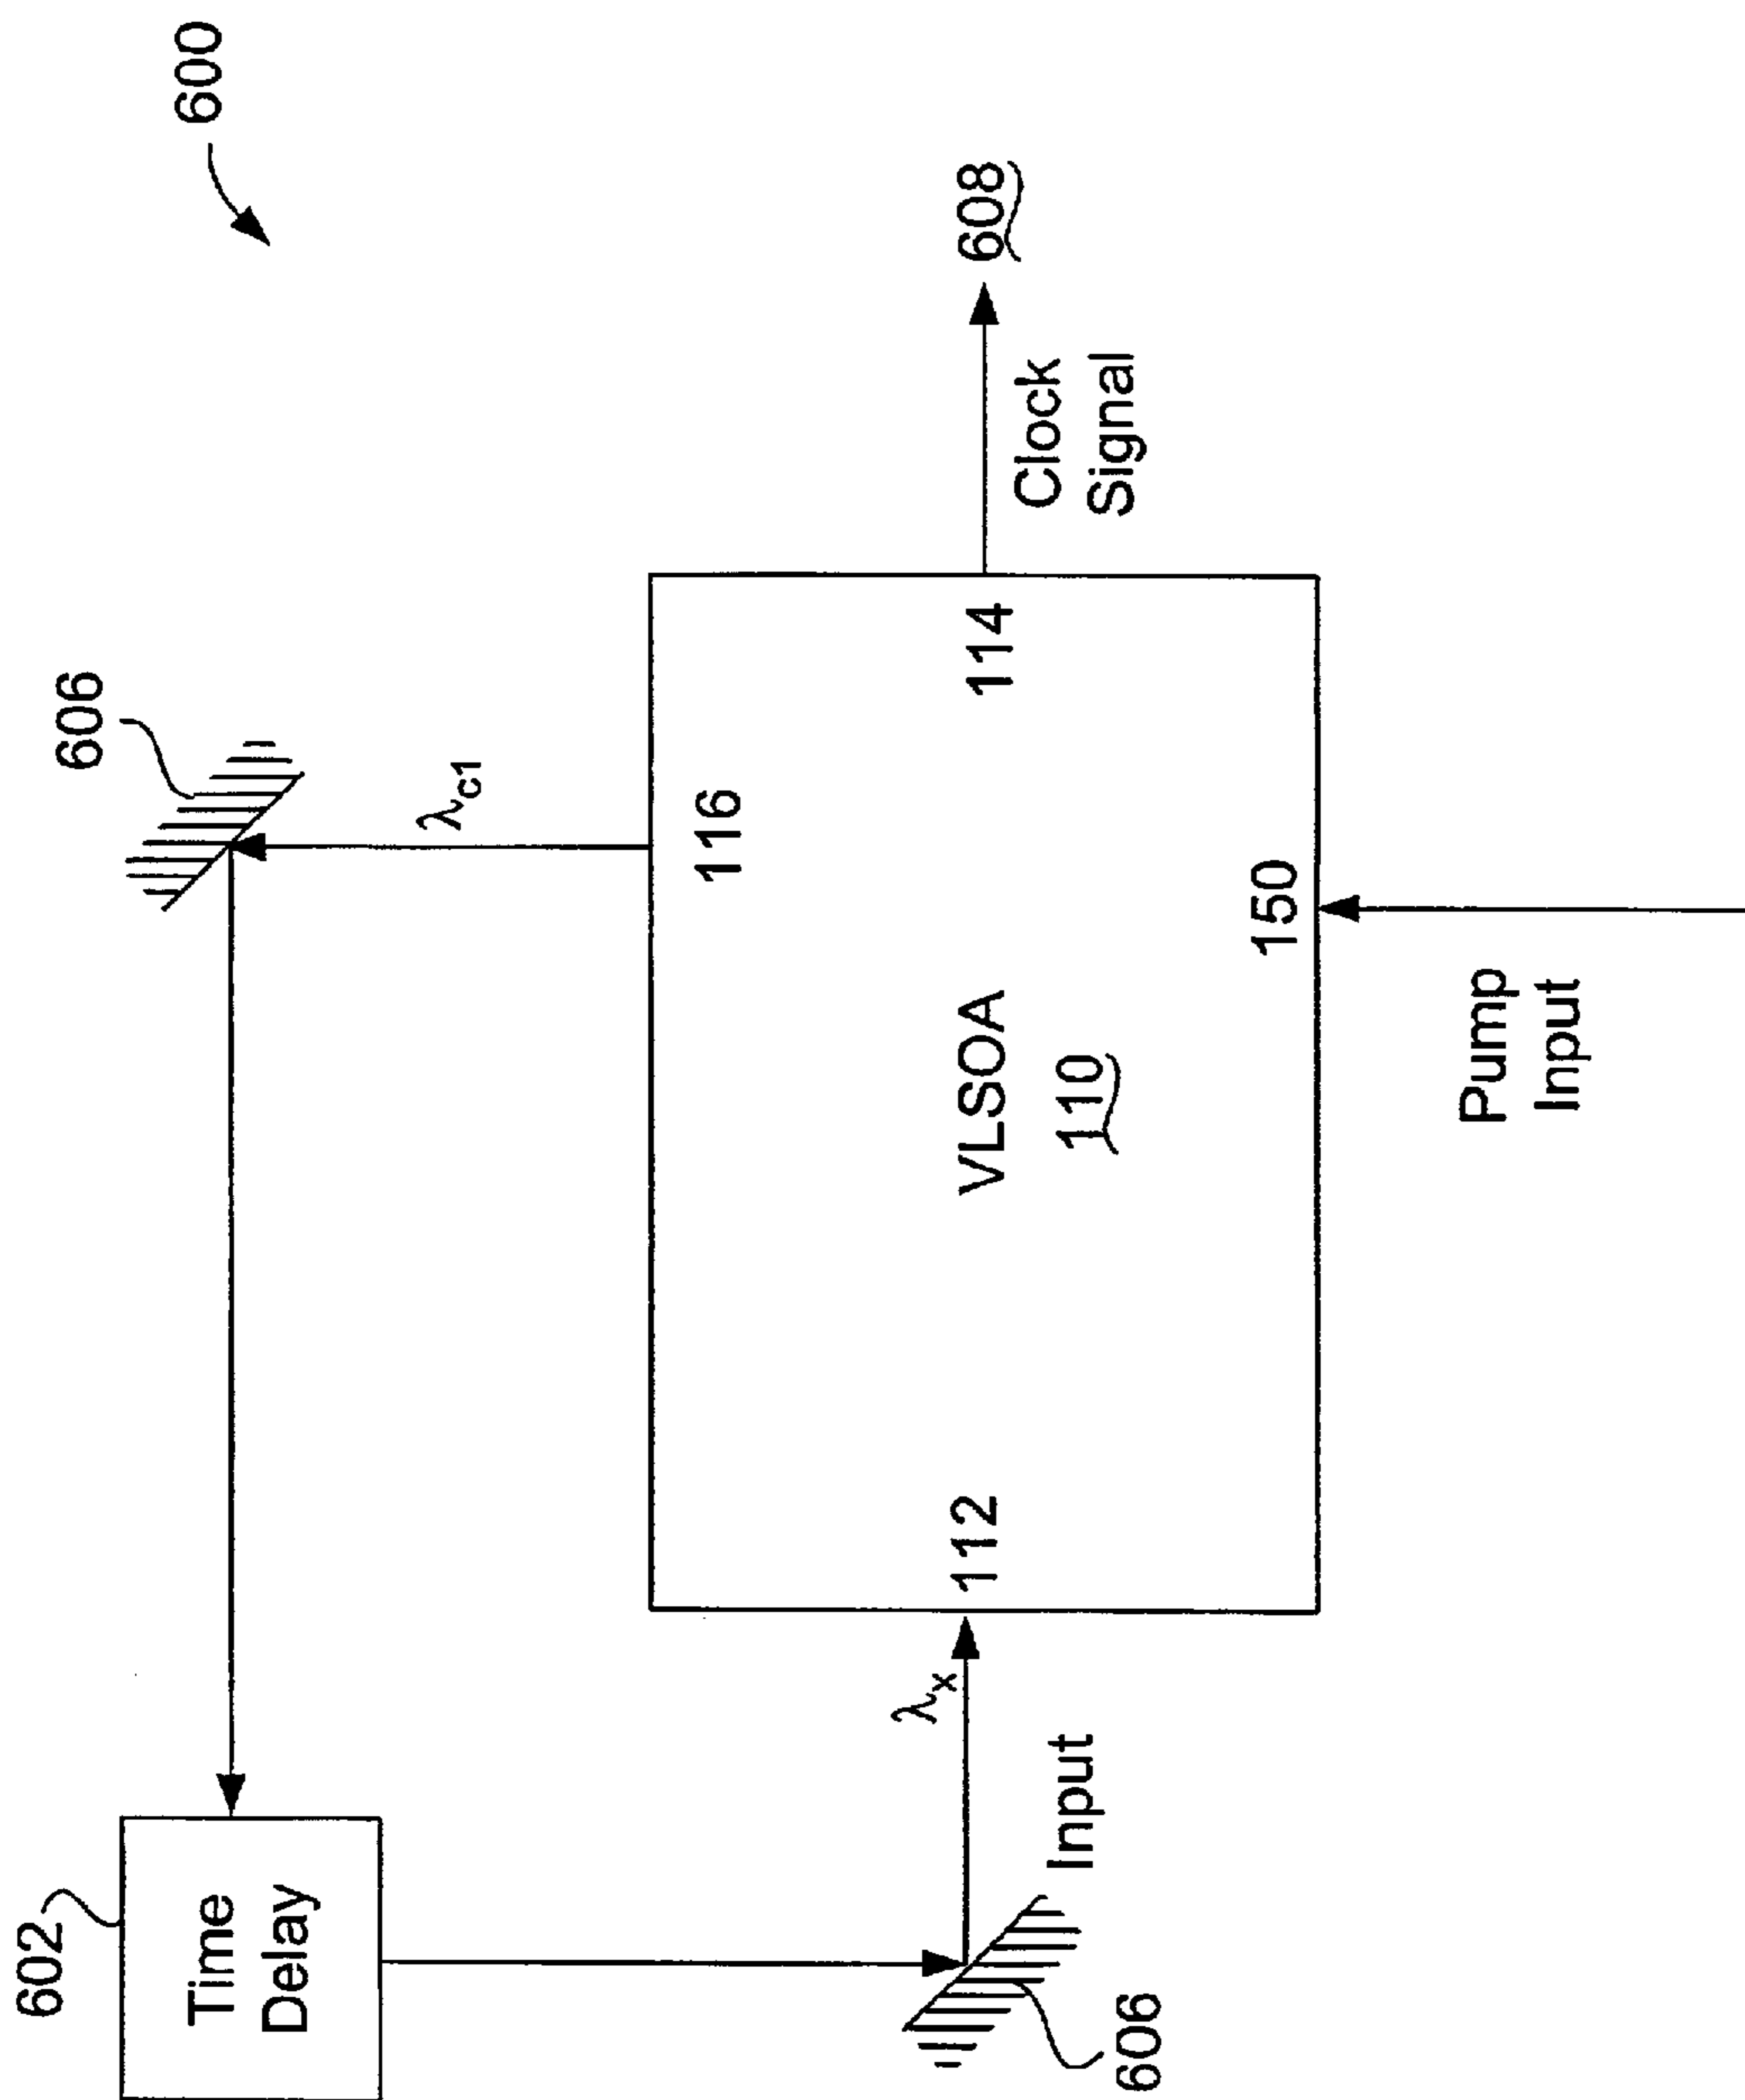 600
606
602
Time
Delay
λc1
116
λx
Input
112
VLSOA
110
114
Clock
Signal
608
150
Pump
Input
606